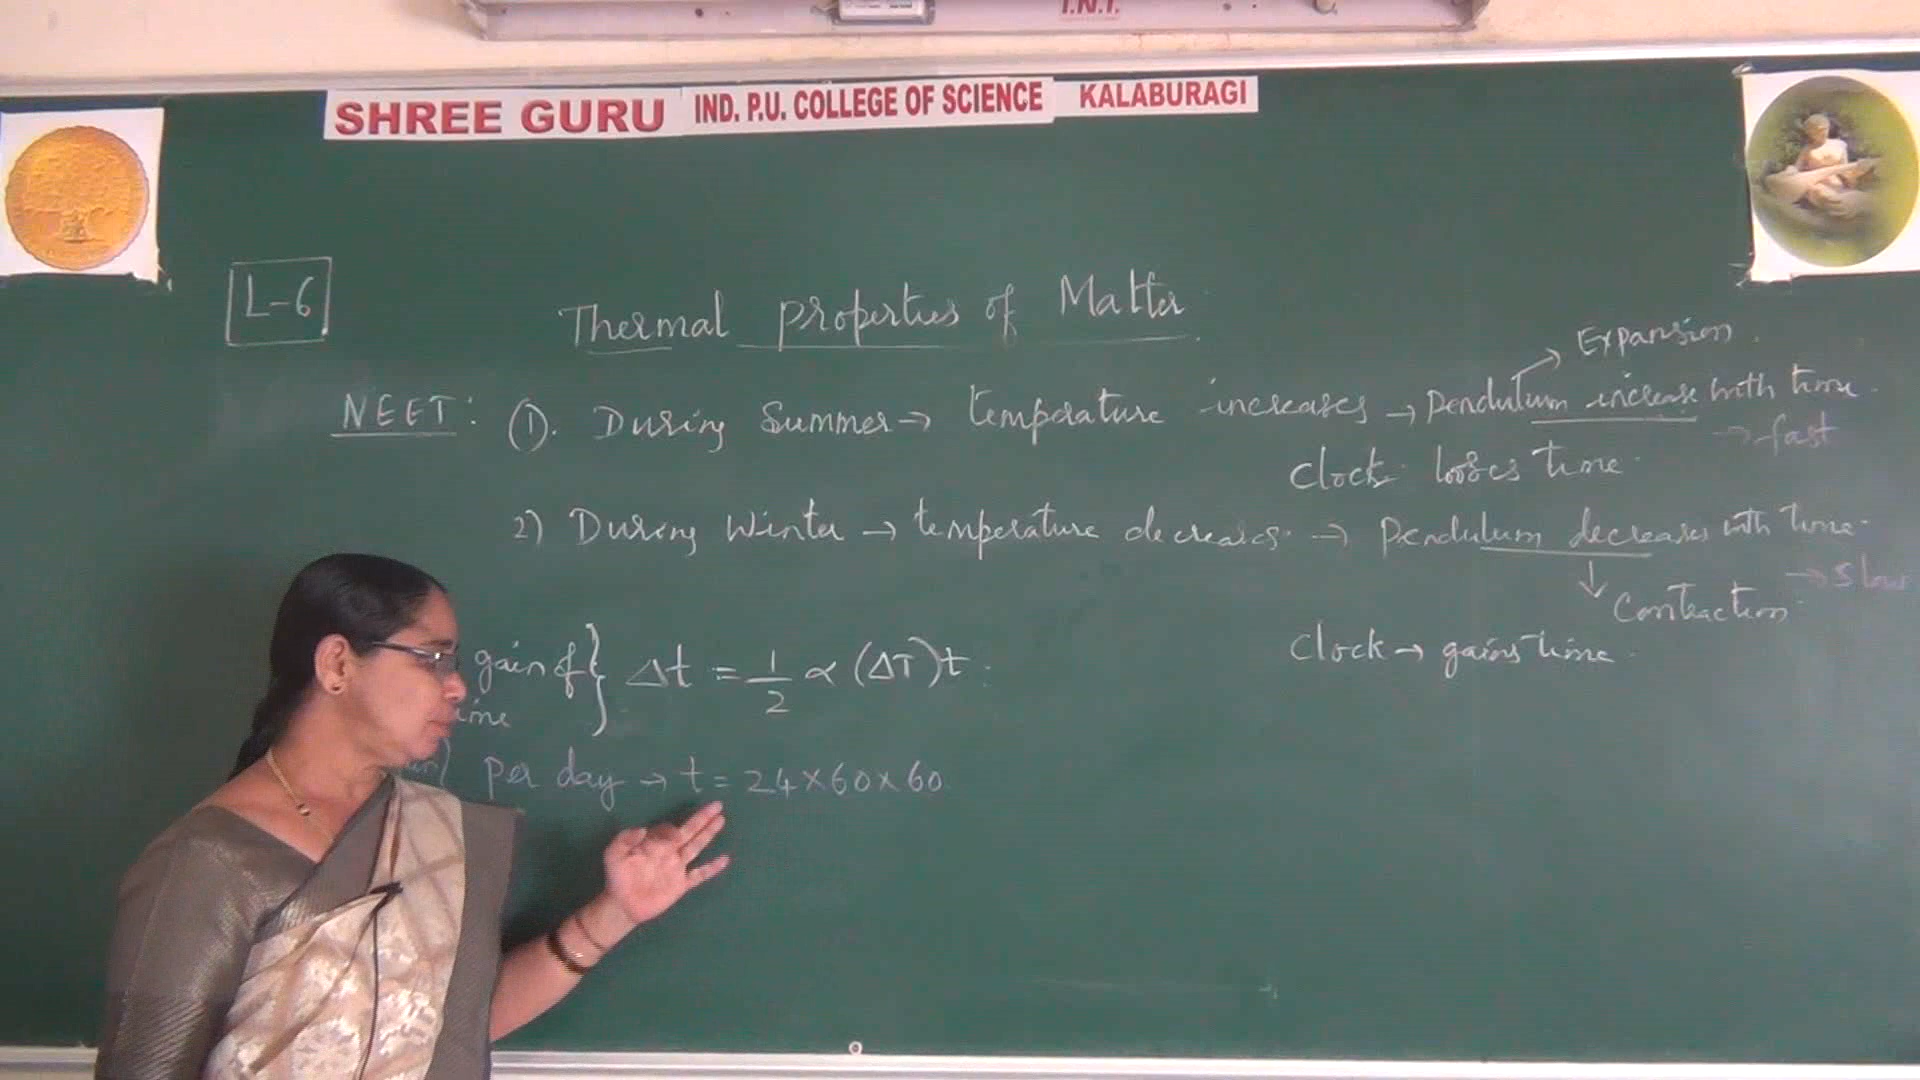 T.N.T.
SHREE GURU IND. P.U. COLLEGE OF SCIENCE KALABURAGI
L-6
Thermal properties of Matter
Expansion.
NEET: (1). During Summer → temperature increases → pendulum increase with time.
→ fast
Clock looses time.
2) During Winter → temperature decreases. → pendulum decreases with time.
→ slow
↓ Contraction.
Clock → gains time.
gain of } Δt = 1/2 α (ΔT) t.
per day → t = 24×60×60